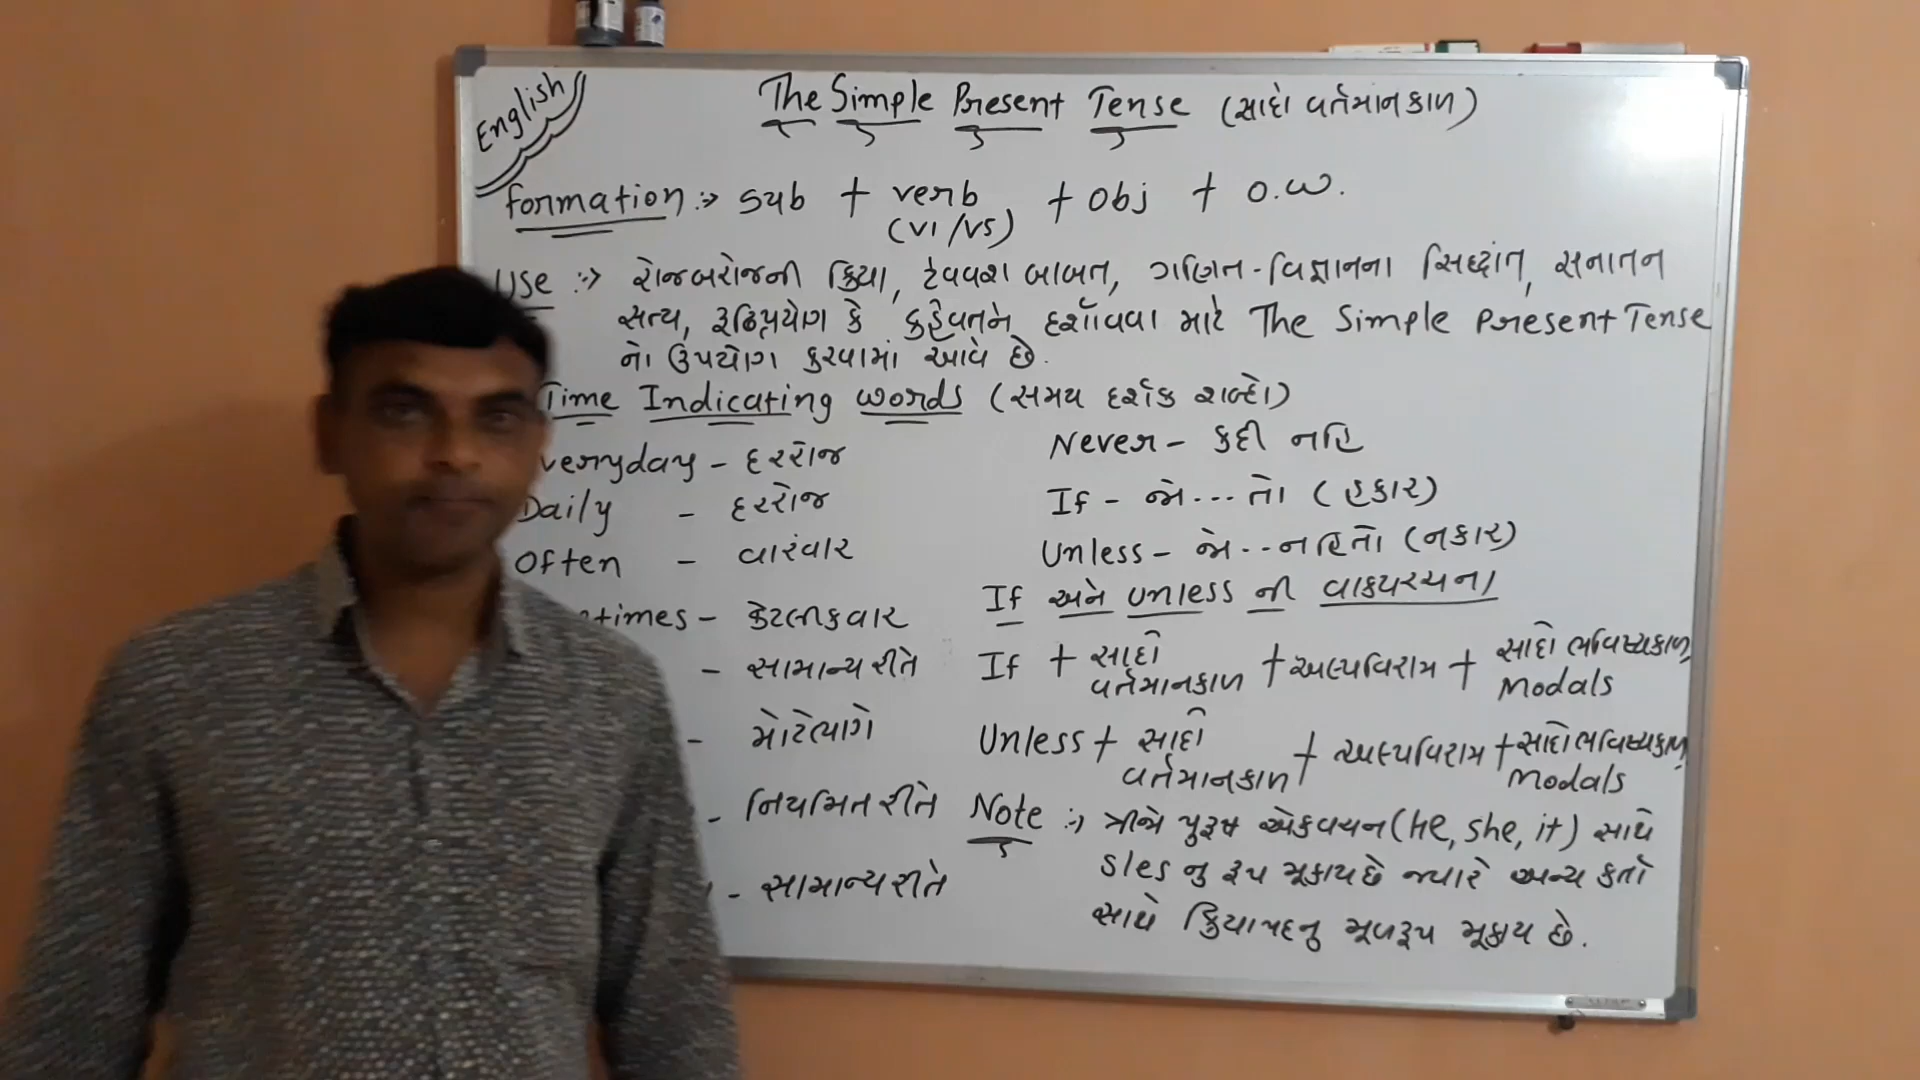 English
The Simple Present Tense (સાદો વર્તમાનકાળ)
formation :→ sub + verb + obj + o.w.
(v1/v5)
Use :→ રોજબરોજની ક્રિયા, ટેવવશ બાબત, ગણિત-વિજ્ઞાનના સિદ્ધાંત, સનાતન
સત્ય, રૂઢિપ્રયોગ કે કહેવતને દર્શાવવા માટે The Simple Present Tense
નો ઉપયોગ કરવામાં આવે છે.
Time Indicating words (સમય દર્શક શબ્દો)
veryday - દરરોજ
Daily - દરરોજ
Often - વારંવાર
times - કેટલીકવાર
- સામાન્ય રીતે
- મોટેભાગે
- નિયમિત રીતે
- સામાન્ય રીતે
Never - કદી નહિ
If - જો...તો (હકાર)
Unless - જો..નહિતો (નકાર)
If અને unless ની વાક્યરચના
If + સાદો વર્તમાનકાળ + અલ્પવિરામ + સાદો ભવિષ્યકાળ, Modals
Unless + સાદો વર્તમાનકાળ + અલ્પવિરામ + સાદો ભવિષ્યકાળ, Modals
Note :→ ત્રીજો પુરૂષ એકવચન (He, she, it) સાથે
s/es નુ રૂપ મૂકાય છે જ્યારે અન્ય કર્તા
સાથે ક્રિયાપદનુ મૂળરૂપ મૂકાય છે.